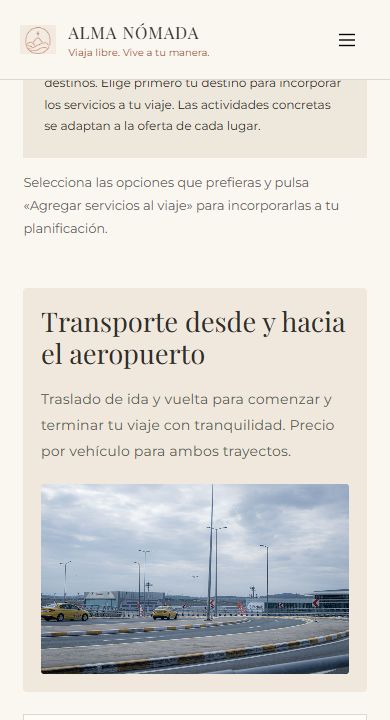 ALMA NÓMADA
Viaja libre. Vive a tu manera.
destinos. Elige primero tu destino para incorporar
los servicios a tu viaje. Las actividades concretas
se adaptan a la oferta de cada lugar.
Selecciona las opciones que prefieras y pulsa
«Agregar servicios al viaje» para incorporarlas a tu
planificación.
Transporte desde y hacia
el aeropuerto
Traslado de ida y vuelta para comenzar y
terminar tu viaje con tranquilidad. Precio
por vehículo para ambos trayectos.